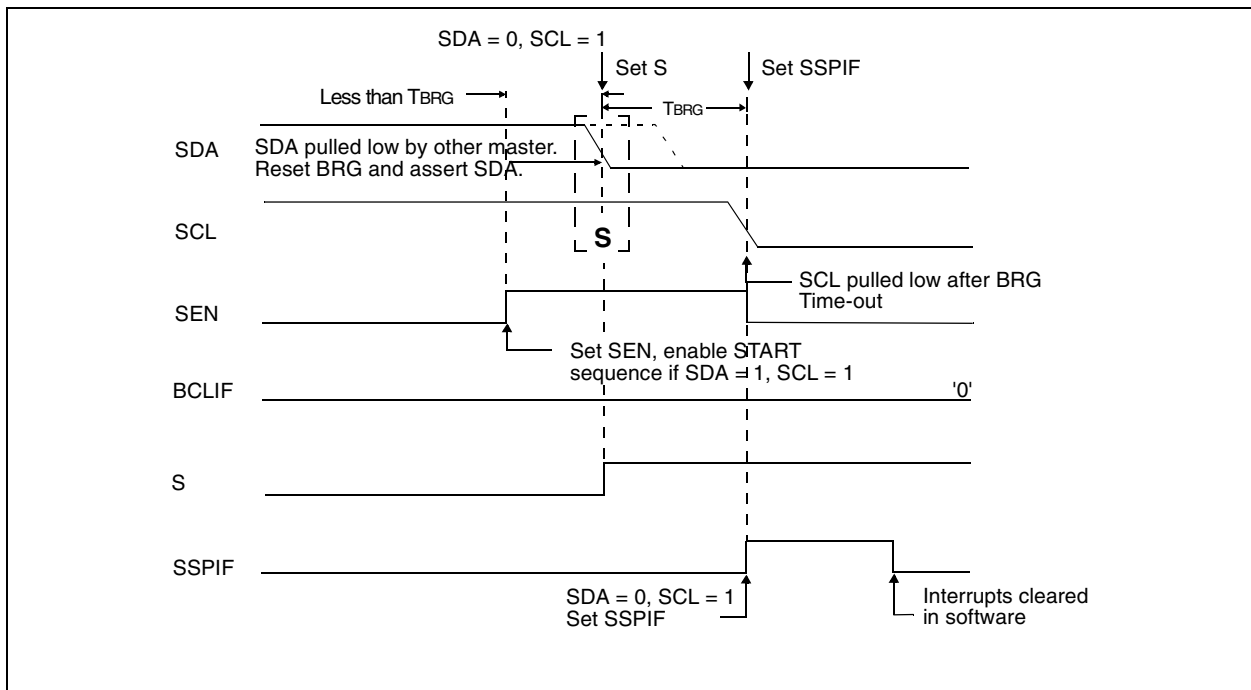 SDA = 0, SCL = 1
Set S
Set SSPIF
Less than TBRG
TBRG
SDA
SDA pulled low by other master.
Reset BRG and assert SDA.
SCL
S
SCL pulled low after BRG
Time-out
SEN
Set SEN, enable START
sequence if SDA = 1, SCL = 1
BCLIF
'0'
S
SSPIF
SDA = 0, SCL = 1
Set SSPIF
Interrupts cleared
in software